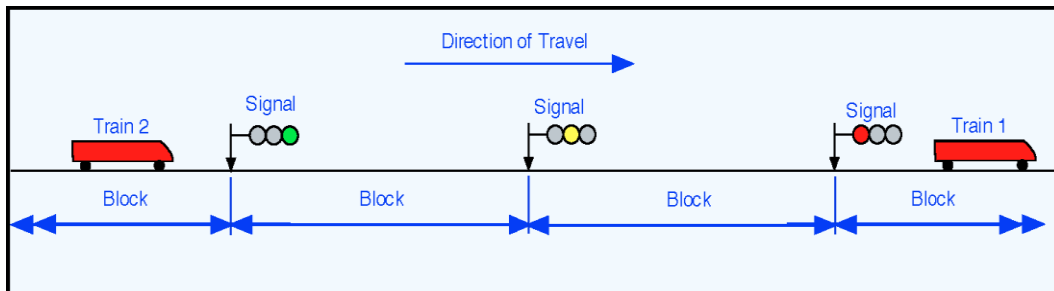 Direction of Travel
Signal
Signal
Signal
Train 2
Train 1
Block
Block
Block
Block